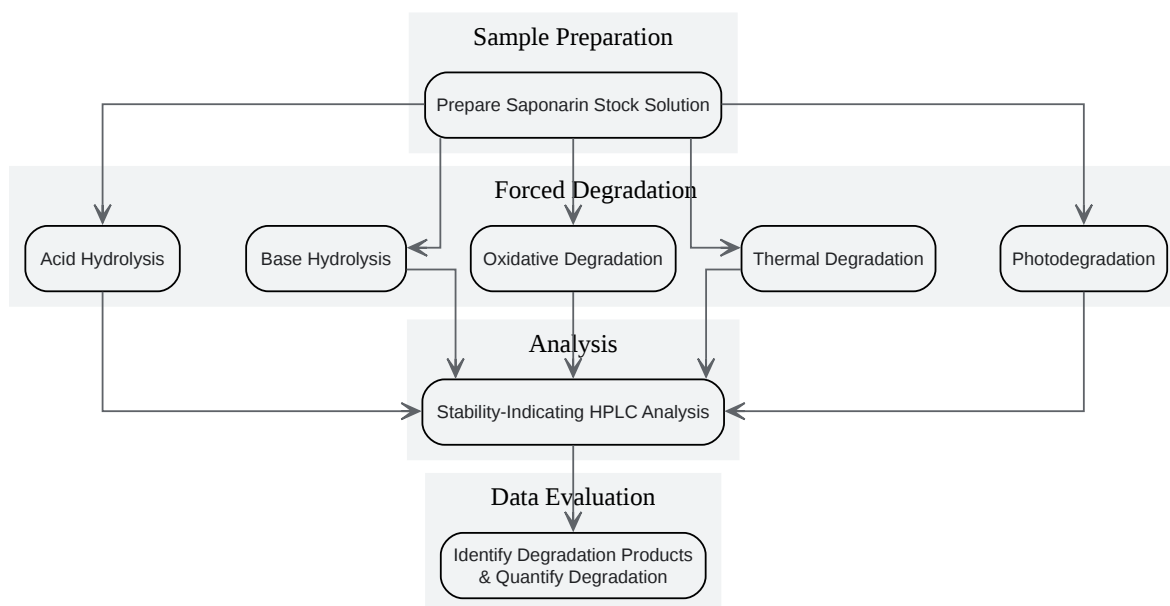 Sample Preparation
Prepare Saponarin Stock Solution
Forced Degradation
Acid Hydrolysis
Base Hydrolysis
Oxidative Degradation
Thermal Degradation
Photodegradation
Analysis
Stability-Indicating HPLC Analysis
Data Evaluation
Identify Degradation Products
& Quantify Degradation